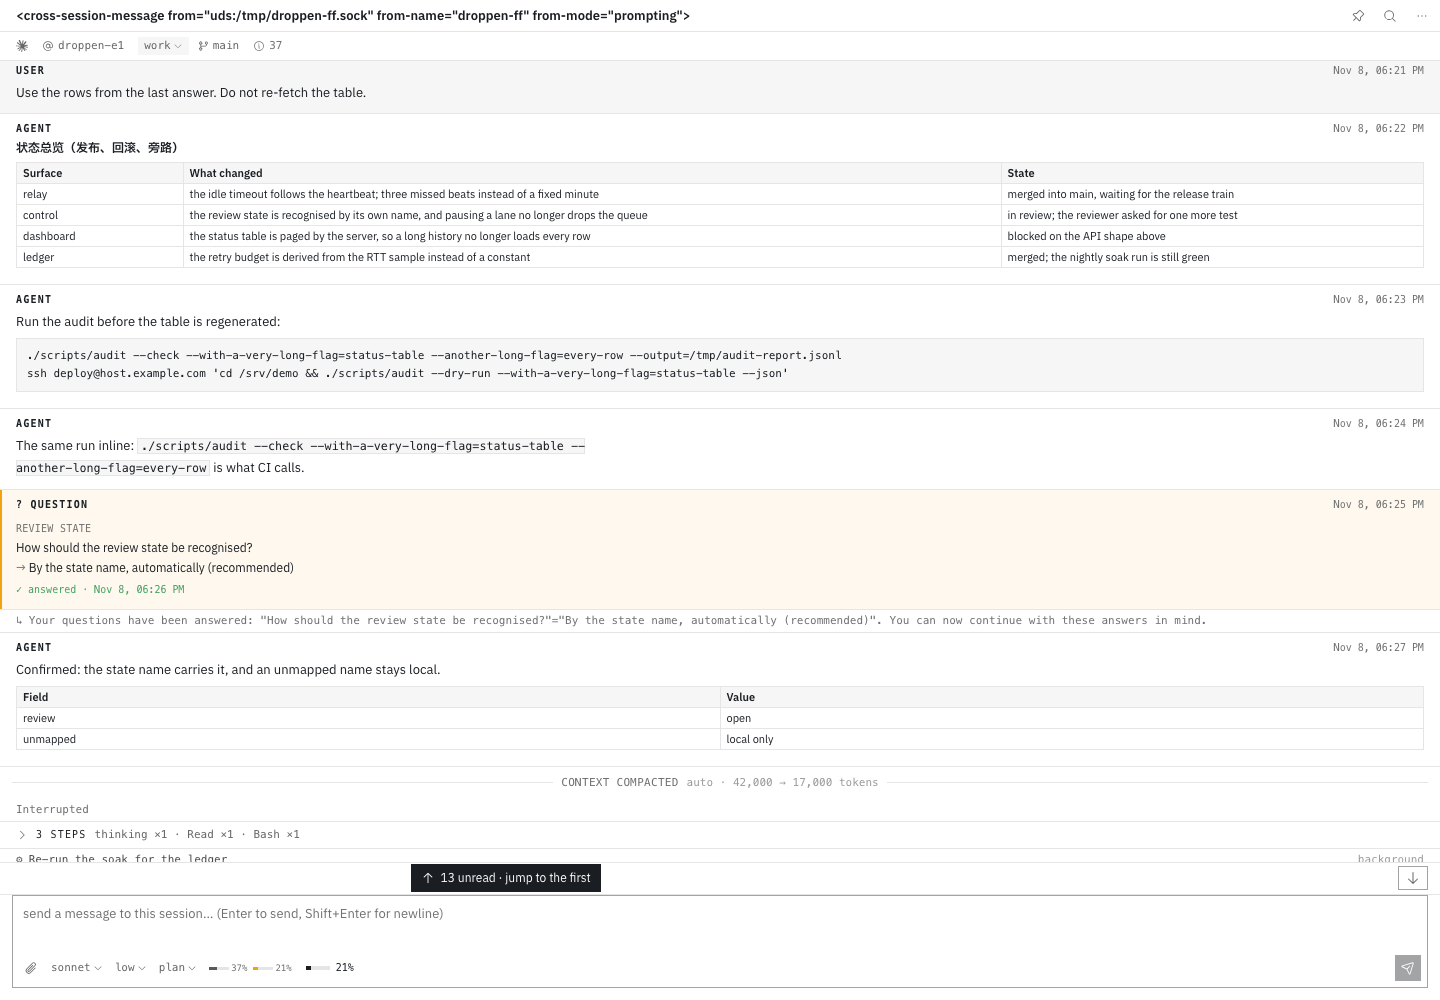 <cross-session-message from="uds:/tmp/droppen-ff.sock" from-name="droppen-ff" from-mode="prompting">
droppen-e1 work main 37
USER Nov 8, 06:21 PM
Use the rows from the last answer. Do not re-fetch the table.
AGENT Nov 8, 06:22 PM
状态总览（发布、回滚、旁路）
Surface What changed State
relay the idle timeout follows the heartbeat; three missed beats instead of a fixed minute merged into main, waiting for the release train
control the review state is recognised by its own name, and pausing a lane no longer drops the queue in review; the reviewer asked for one more test
dashboard the status table is paged by the server, so a long history no longer loads every row blocked on the API shape above
ledger the retry budget is derived from the RTT sample instead of a constant merged; the nightly soak run is still green
AGENT Nov 8, 06:23 PM
Run the audit before the table is regenerated:
./scripts/audit --check --with-a-very-long-flag=status-table --another-long-flag=every-row --output=/tmp/audit-report.jsonl
ssh deploy@host.example.com 'cd /srv/demo && ./scripts/audit --dry-run --with-a-very-long-flag=status-table --json'
AGENT Nov 8, 06:24 PM
The same run inline: ./scripts/audit --check --with-a-very-long-flag=status-table --
another-long-flag=every-row is what CI calls.
? QUESTION Nov 8, 06:25 PM
REVIEW STATE
How should the review state be recognised?
→ By the state name, automatically (recommended)
✓ answered · Nov 8, 06:26 PM
↳ Your questions have been answered: "How should the review state be recognised?"="By the state name, automatically (recommended)". You can now continue with these answers in mind.
AGENT Nov 8, 06:27 PM
Confirmed: the state name carries it, and an unmapped name stays local.
Field Value
review open
unmapped local only
CONTEXT COMPACTED auto · 42,000 → 17,000 tokens
Interrupted
3 STEPS thinking ×1 · Read ×1 · Bash ×1
⚙ Re-run the soak for the ledger background
↑ 13 unread · jump to the first
send a message to this session... (Enter to send, Shift+Enter for newline)
sonnet low plan 37% 21% 21%